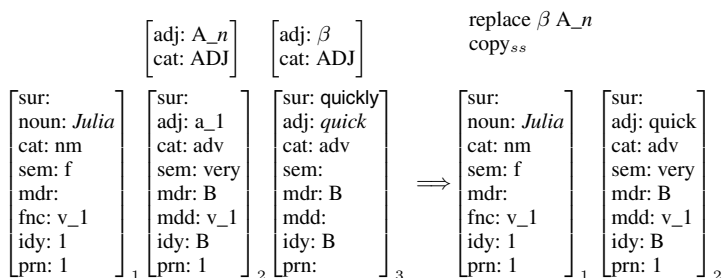 adj: A_n
cat: ADJ
adj: β
cat: ADJ
replace β A_n
copy_ss
sur:
noun: Julia
cat: nm
sem: f
mdr:
fnc: v_1
idy: 1
prn: 1
1
sur:
adj: a_1
cat: adv
sem: very
mdr: B
mdd: v_1
idy: B
prn: 1
2
sur: quickly
adj: quick
cat: adv
sem:
mdr: B
mdd:
idy: B
prn:
3
⟹
sur:
noun: Julia
cat: nm
sem: f
mdr:
fnc: v_1
idy: 1
prn: 1
1
sur:
adj: quick
cat: adv
sem: very
mdr: B
mdd: v_1
idy: B
prn: 1
2